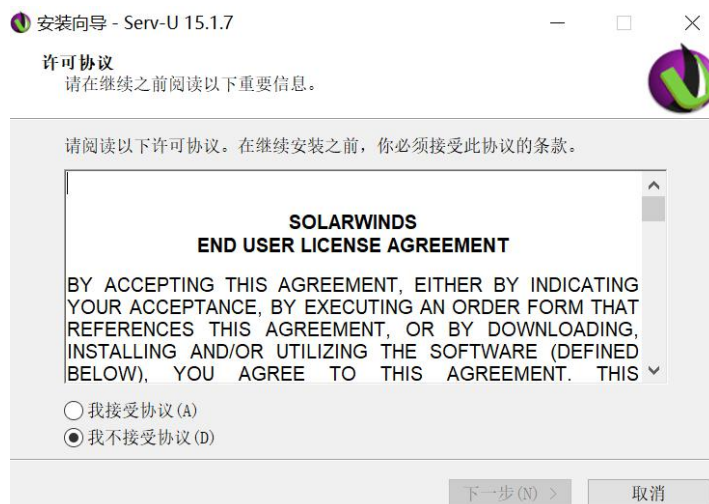 安装向导 - Serv-U 15.1.7
许可协议
请在继续之前阅读以下重要信息。
请阅读以下许可协议。在继续安装之前，你必须接受此协议的条款。
SOLARWINDS
END USER LICENSE AGREEMENT
BY ACCEPTING THIS AGREEMENT, EITHER BY INDICATING
YOUR ACCEPTANCE, BY EXECUTING AN ORDER FORM THAT
REFERENCES THIS AGREEMENT, OR BY DOWNLOADING,
INSTALLING AND/OR UTILIZING THE SOFTWARE (DEFINED
BELOW), YOU AGREE TO THIS AGREEMENT. THIS
我接受协议(A)
我不接受协议(D)
下一步(N) >
取消